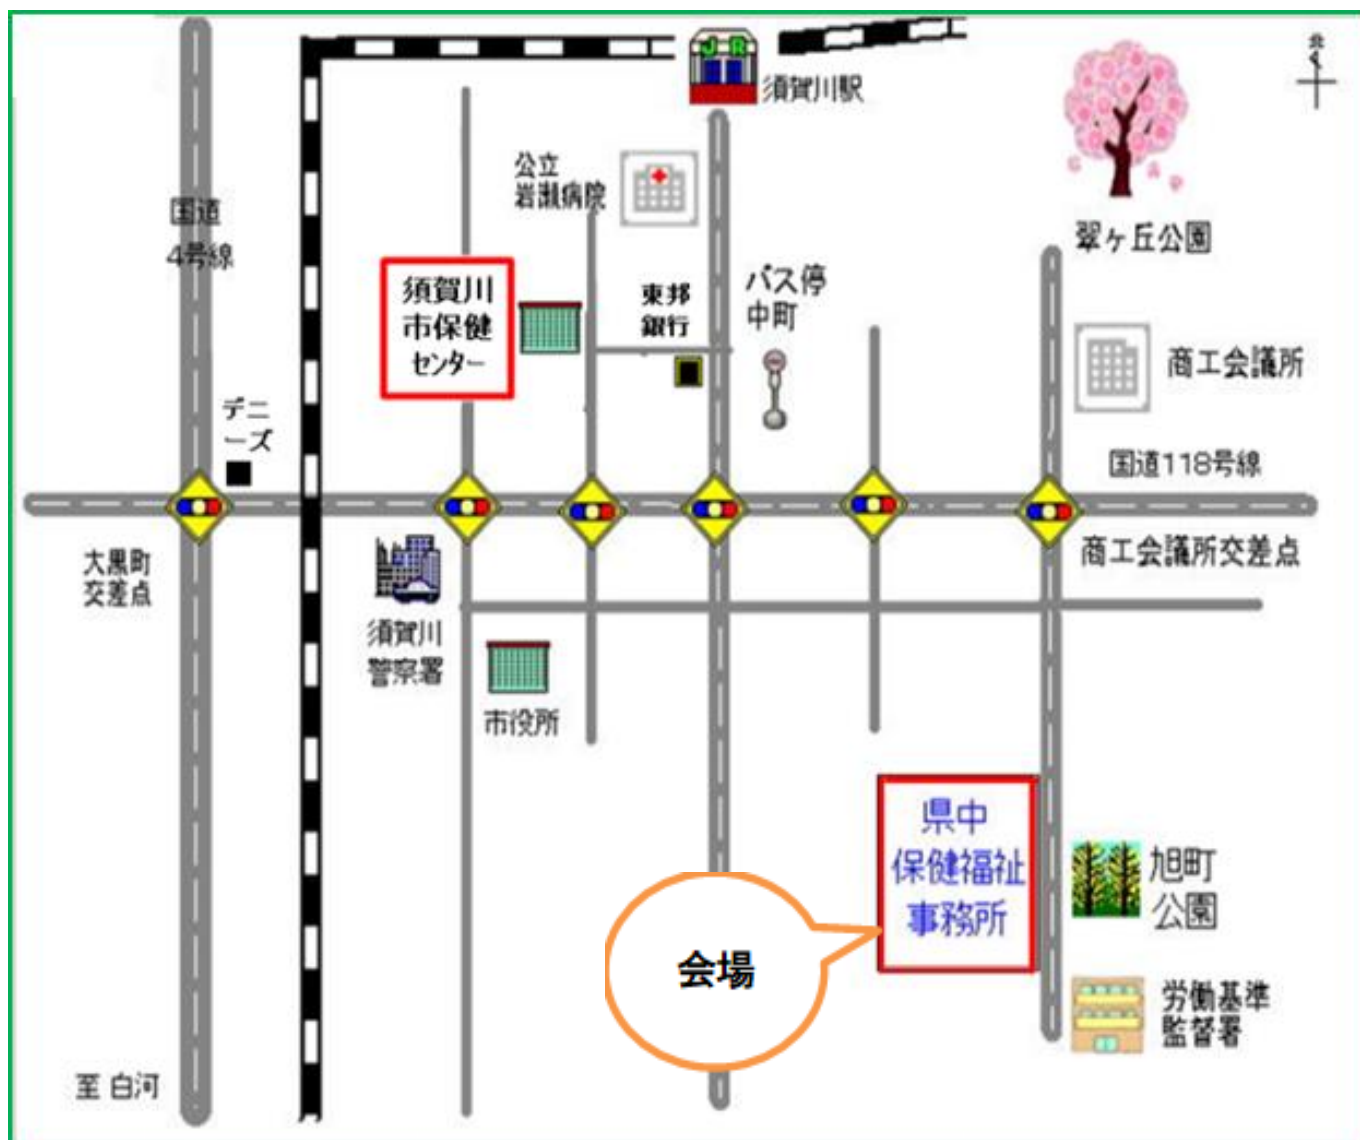 北
JR
須賀川駅
公立
岩瀬病院
国道
4号線
翠ヶ丘公園
須賀川
市保健
センター
東邦
銀行
バス停
中町
商工会議所
デニ
ーズ
国道118号線
大黒町
交差点
商工会議所交差点
須賀川
警察署
市役所
県中
保健福祉
事務所
旭町
公園
会場
労働基準
監督署
至 白河